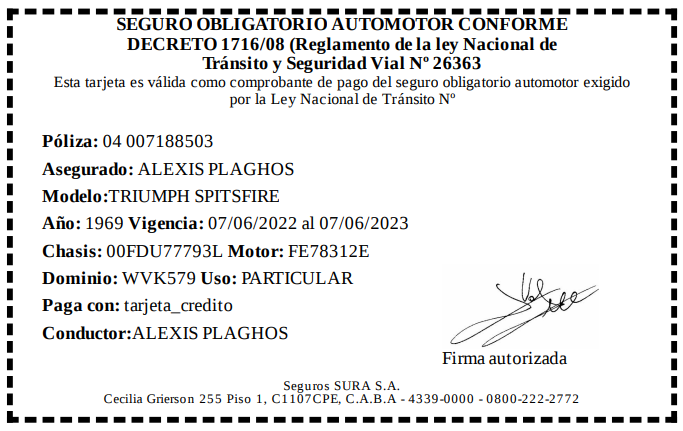 SEGURO OBLIGATORIO AUTOMOTOR CONFORME
DECRETO 1716/08 (Reglamento de la ley Nacional de
Tránsito y Seguridad Vial Nº 26363
Esta tarjeta es válida como comprobante de pago del seguro obligatorio automotor exigido
por la Ley Nacional de Tránsito Nº
Póliza: 04 007188503
Asegurado: ALEXIS PLAGHOS
Modelo:TRIUMPH SPITSFIRE
Año: 1969 Vigencia: 07/06/2022 al 07/06/2023
Chasis: 00FDU77793L Motor: FE78312E
Dominio: WVK579 Uso: PARTICULAR
Paga con: tarjeta_credito
Conductor:ALEXIS PLAGHOS
Firma autorizada
Seguros SURA S.A.
Cecilia Grierson 255 Piso 1, C1107CPE, C.A.B.A - 4339-0000 - 0800-222-2772